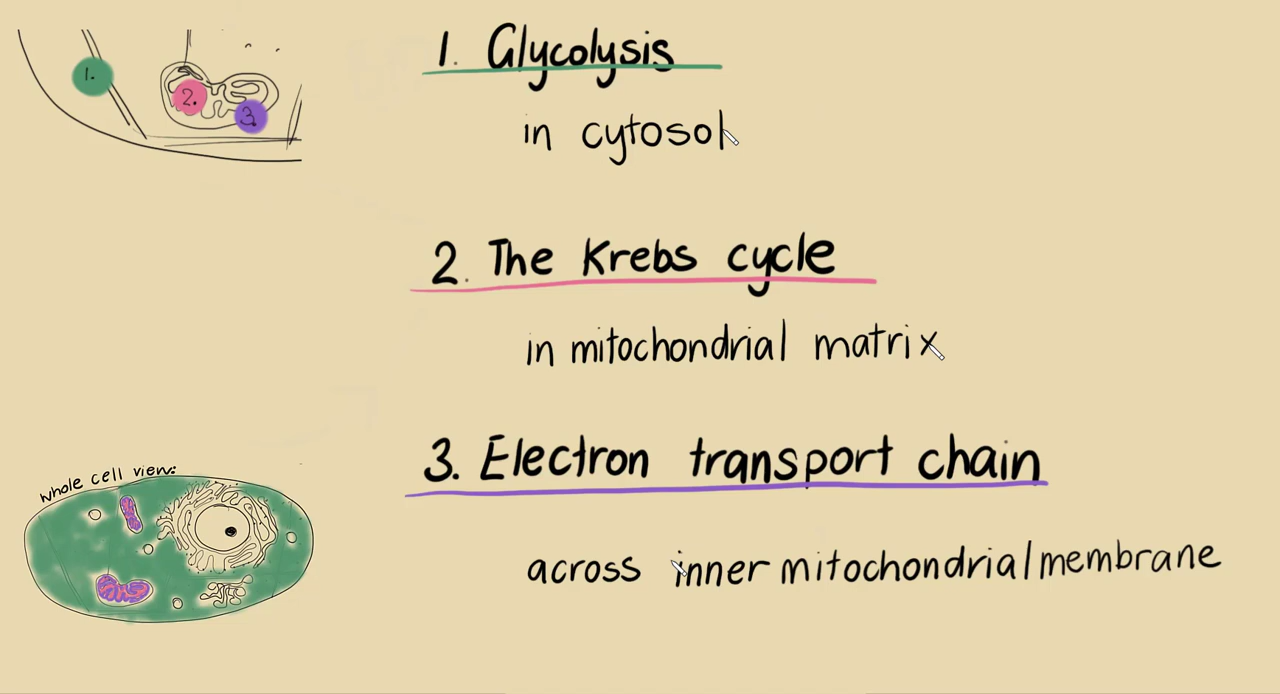 1.
2.
3.
1. Glycolysis
in cytosol
2. The Krebs cycle
in mitochondrial matrix
3. Electron transport chain
across inner mitochondrial membrane
whole cell view: